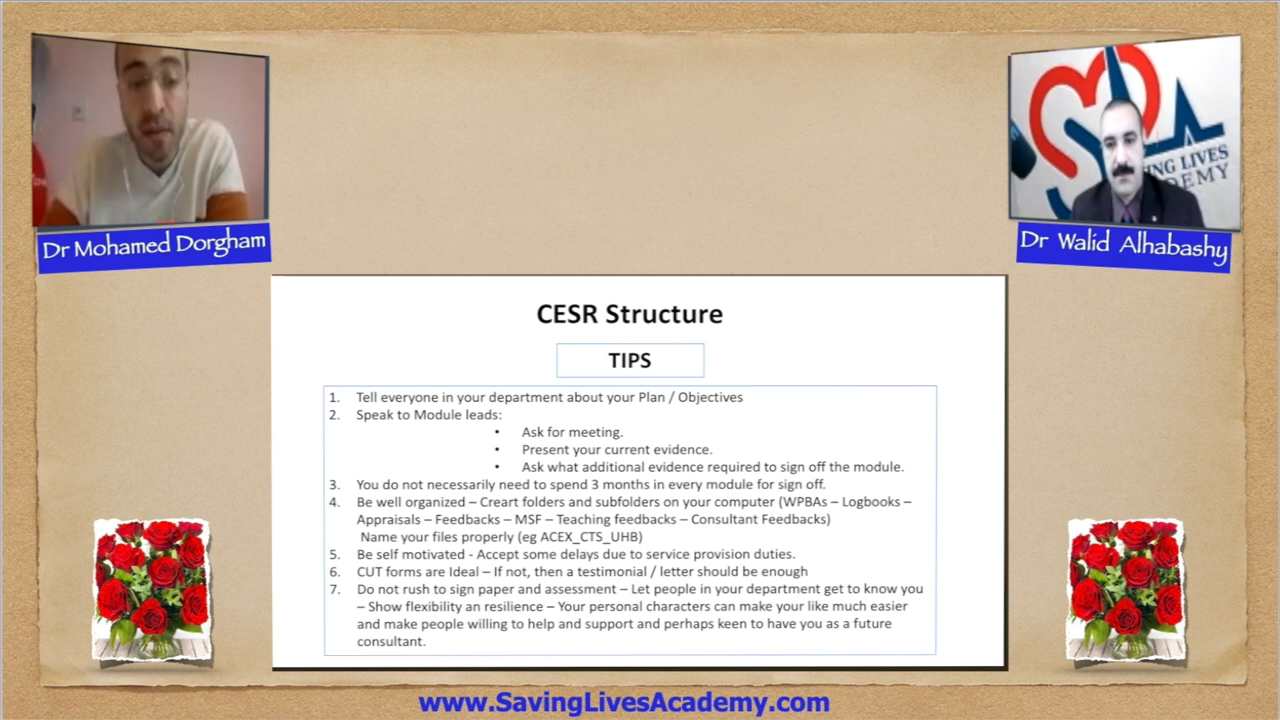 Dr Mohamed Dorgham
ING LIVES
DEMY
Dr Walid Alhabashy
CESR Structure
TIPS
1. Tell everyone in your department about your Plan / Objectives
2. Speak to Module leads:
• Ask for meeting.
• Present your current evidence.
• Ask what additional evidence required to sign off the module.
3. You do not necessarily need to spend 3 months in every module for sign off.
4. Be well organized – Creart folders and subfolders on your computer (WPBAs – Logbooks –
Appraisals – Feedbacks – MSF – Teaching feedbacks – Consultant Feedbacks)
Name your files properly (eg ACEX_CTS_UHB)
5. Be self motivated - Accept some delays due to service provision duties.
6. CUT forms are Ideal – If not, then a testimonial / letter should be enough
7. Do not rush to sign paper and assessment – Let people in your department get to know you
– Show flexibility an resilience – Your personal characters can make your like much easier
and make people willing to help and support and perhaps keen to have you as a future
consultant.
www.SavingLivesAcademy.com